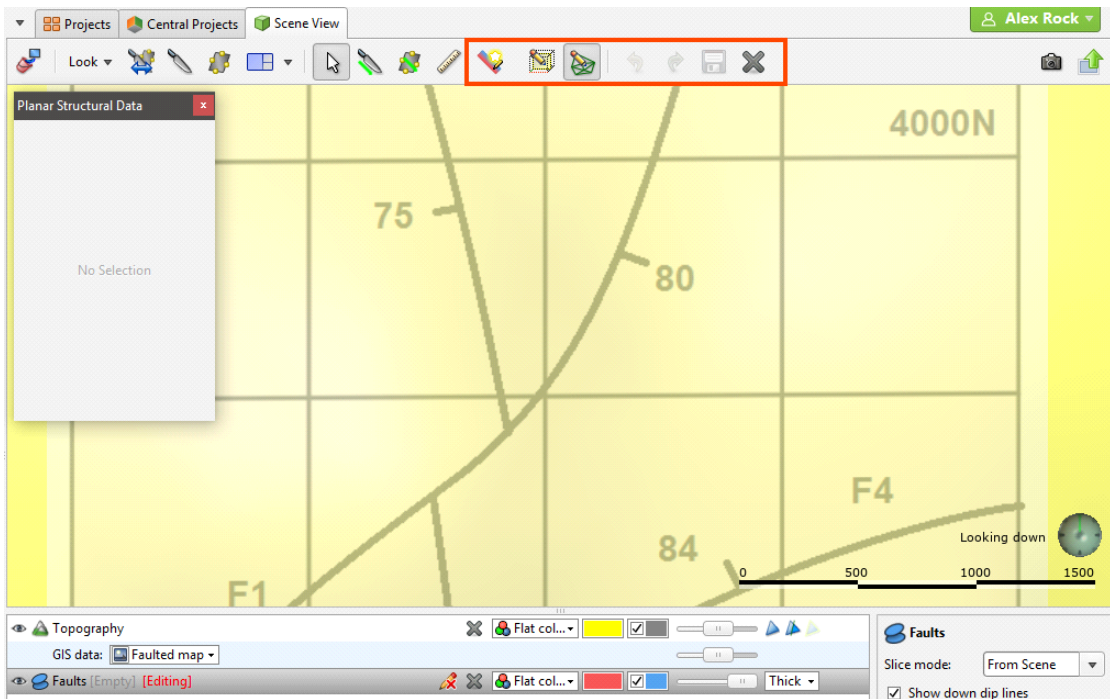 Projects Central Projects Scene View Alex Rock
Look
Planar Structural Data x
4000N
75
No Selection
80
F4
Looking down
84
0 500 1000 1500
F1
Topography Flat col...
GIS data: Faulted map
Faults [Empty] [Editing] Flat col... Thick
Faults
Slice mode: From Scene
Show down dip lines